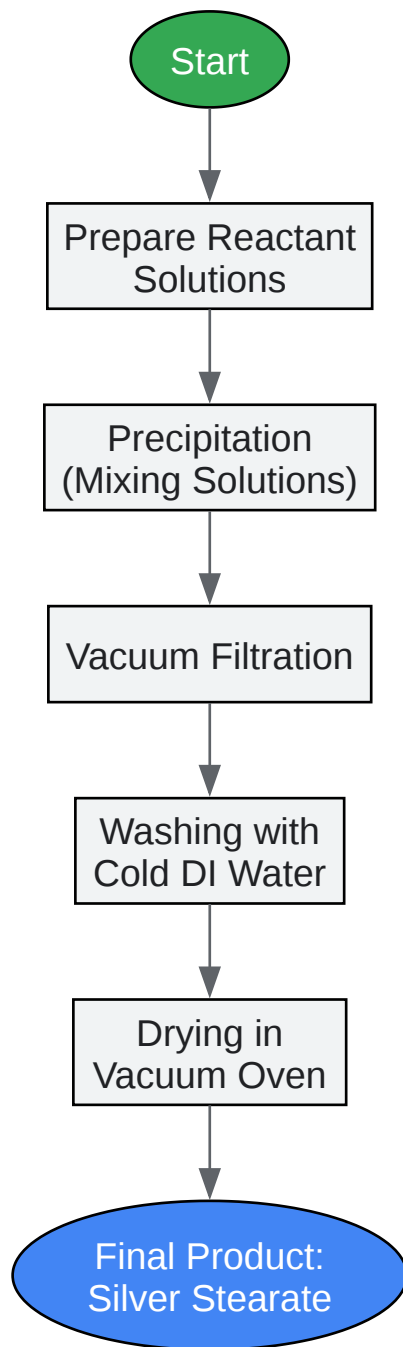 Start
Prepare Reactant
Solutions
Precipitation
(Mixing Solutions)
Vacuum Filtration
Washing with
Cold DI Water
Drying in
Vacuum Oven
Final Product:
Silver Stearate